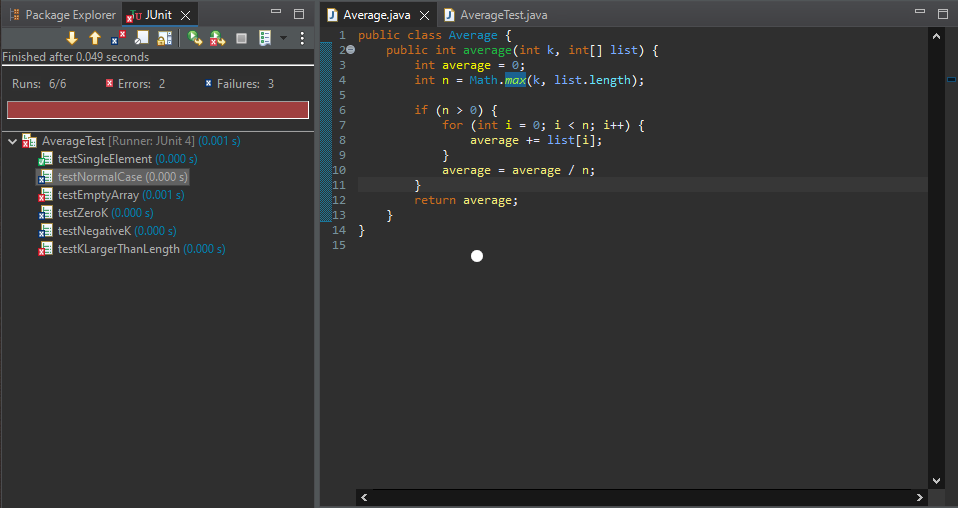 Package Explorer JUnit
Finished after 0.049 seconds
Runs: 6/6 Errors: 2 Failures: 3
AverageTest [Runner: JUnit 4] (0.001 s)
testSingleElement (0.000 s)
testNormalCase (0.000 s)
testEmptyArray (0.001 s)
testZeroK (0.000 s)
testNegativeK (0.000 s)
testKLargerThanLength (0.000 s)
Average.java AverageTest.java
1 public class Average {
2 public int average(int k, int[] list) {
3 int average = 0;
4 int n = Math.max(k, list.length);
5
6 if (n > 0) {
7 for (int i = 0; i < n; i++) {
8 average += list[i];
9 }
10 average = average / n;
11 }
12 return average;
13 }
14 }
15